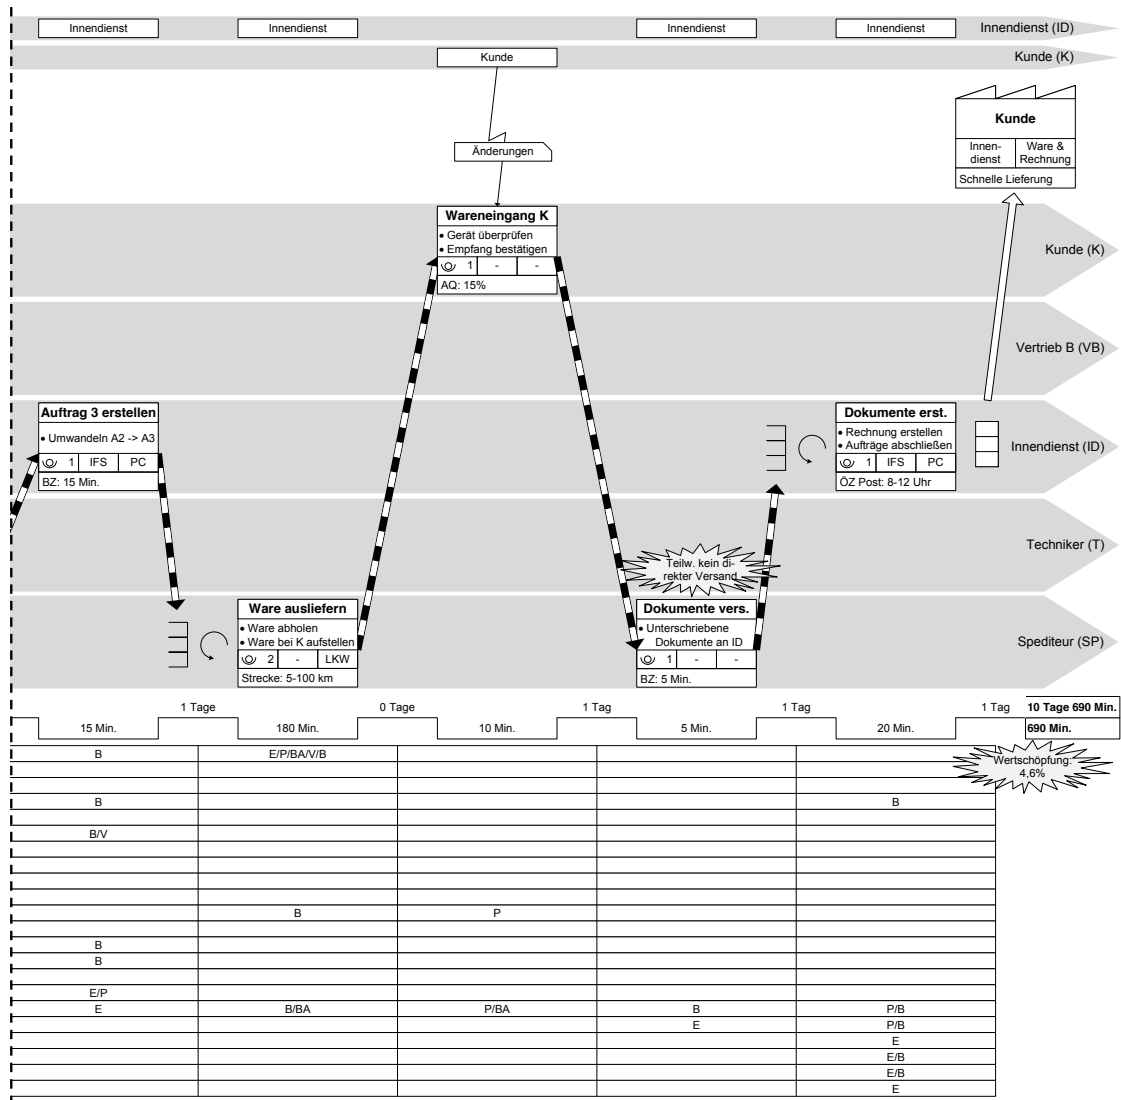 Innendienst
Innendienst
Innendienst
Innendienst
Innendienst (ID)
Kunde
Kunde (K)
Änderungen
Kunde
Innen-
dienst
Ware &
Rechnung
Schnelle Lieferung
Wareneingang K
• Gerät überprüfen
• Empfang bestätigen
1 - -
AQ: 15%
Kunde (K)
Vertrieb B (VB)
Auftrag 3 erstellen
• Umwandeln A2 -> A3
1 IFS PC
BZ: 15 Min.
Dokumente erst.
• Rechnung erstellen
• Aufträge abschließen
1 IFS PC
ÖZ Post: 8-12 Uhr
Innendienst (ID)
Teilw. kein di-
rekter Versand
Techniker (T)
Ware ausliefern
• Ware abholen
• Ware bei K aufstellen
2 - LKW
Strecke: 5-100 km
Dokumente vers.
• Unterschriebene
Dokumente an ID
1 - -
BZ: 5 Min.
Spediteur (SP)
1 Tage 0 Tage 1 Tag 1 Tag 1 Tag 10 Tage 690 Min.
15 Min. 180 Min. 10 Min. 5 Min. 20 Min. 690 Min.
Wertschöpfung:
4,6%
B E/P/BA/V/B
B B
B/V
B P
B
B
E/P
E B/BA P/BA B P/B
E P/B
E
E/B
E/B
E